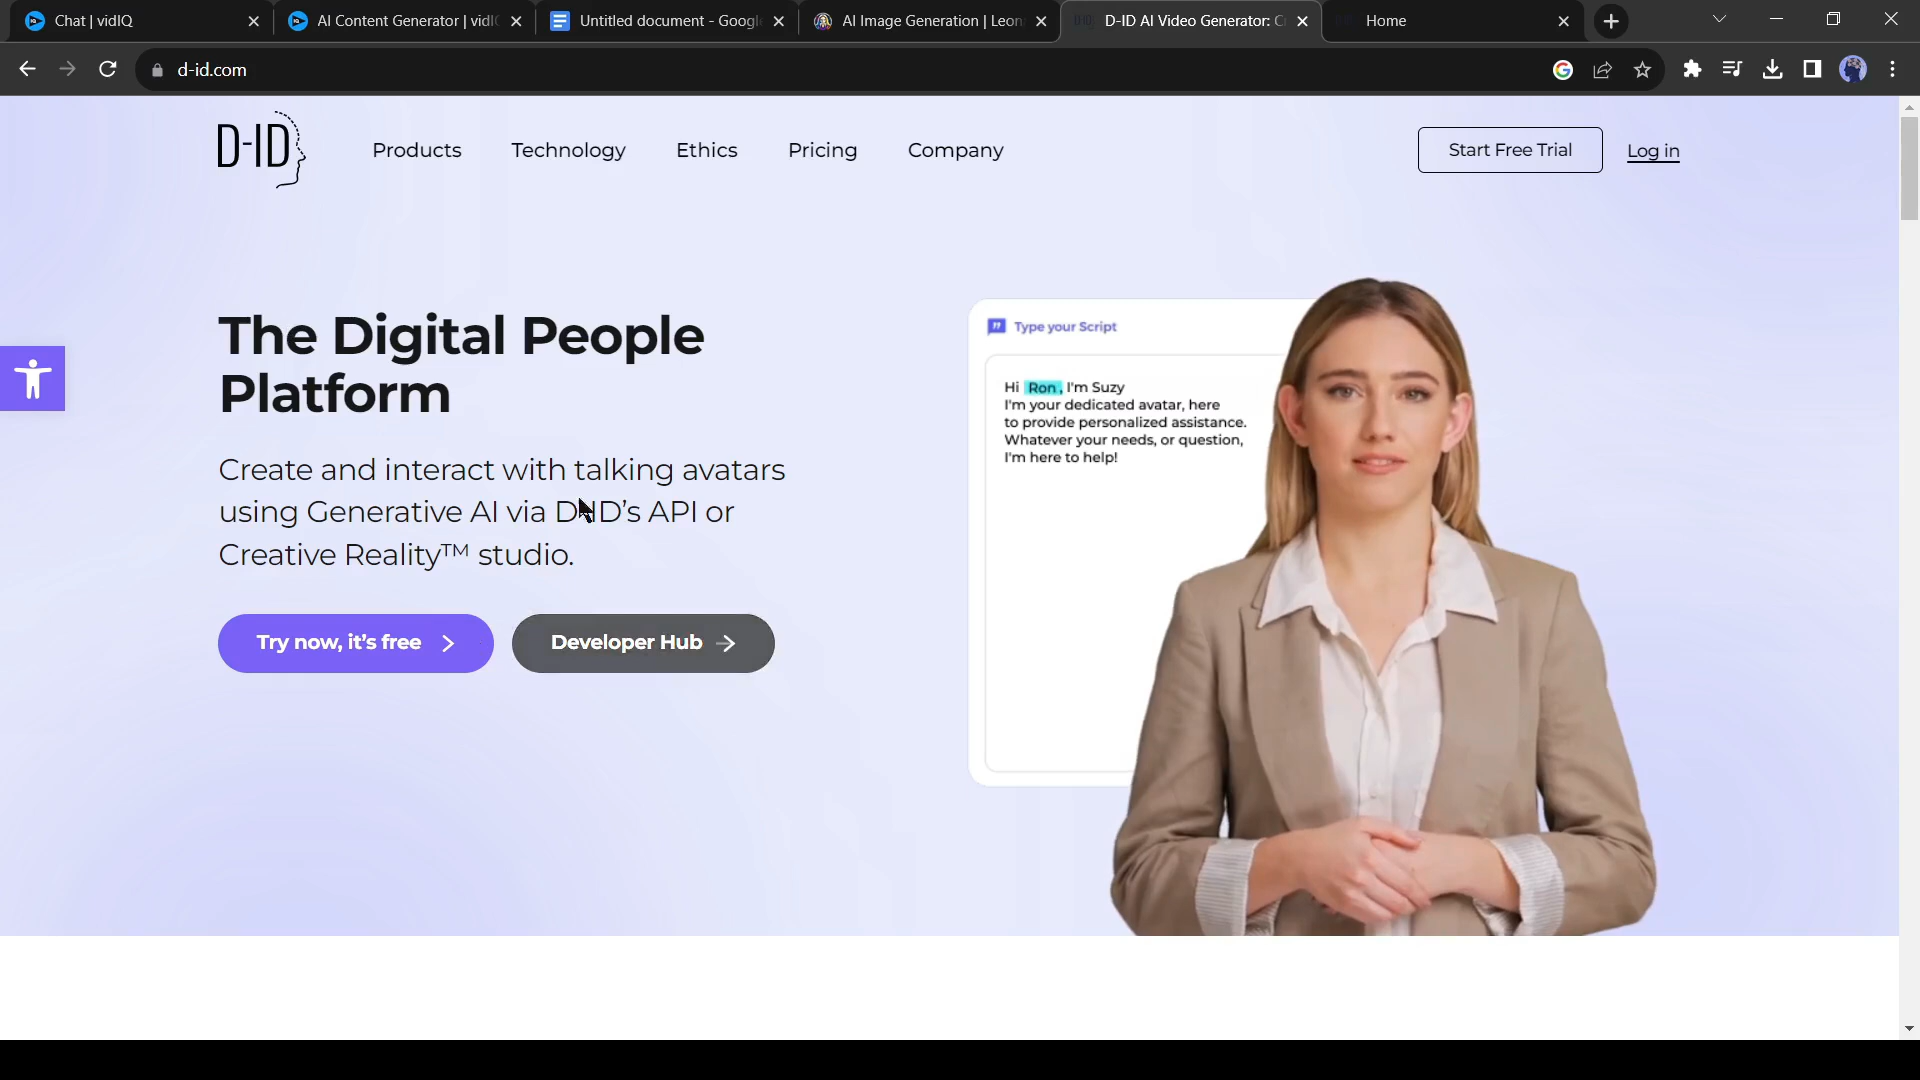 Chat | vidIQ
AI Content Generator | vidI
Untitled document - Googl
AI Image Generation | Leon
D-ID AI Video Generator: C
Home
d-id.com
D-ID
Products
Technology
Ethics
Pricing
Company
Start Free Trial
Log in
The Digital People
Platform
Create and interact with talking avatars
using Generative AI via D-ID's API or
Creative Reality™ studio.
Try now, it's free
Developer Hub
Type your Script
Hi Ron, I'm Suzy
I'm your dedicated avatar, here
to provide personalized assistance.
Whatever your needs, or question,
I'm here to help!